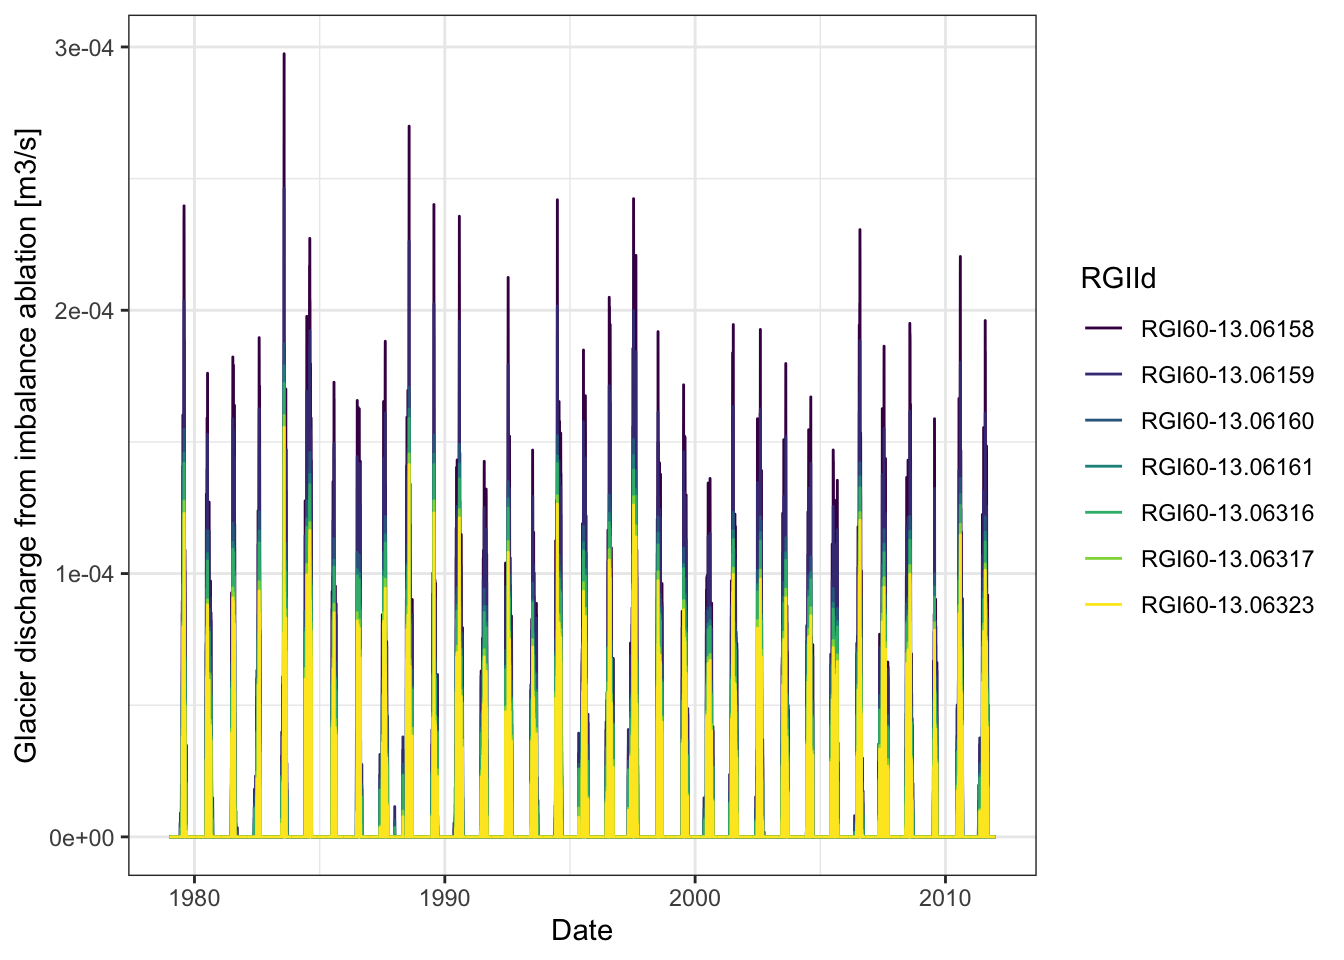 Glacier discharge from imbalance ablation [m3/s]
3e-04
2e-04
1e-04
0e+00
1980
1990
2000
2010
Date
RGIId
RGI60-13.06158
RGI60-13.06159
RGI60-13.06160
RGI60-13.06161
RGI60-13.06316
RGI60-13.06317
RGI60-13.06323